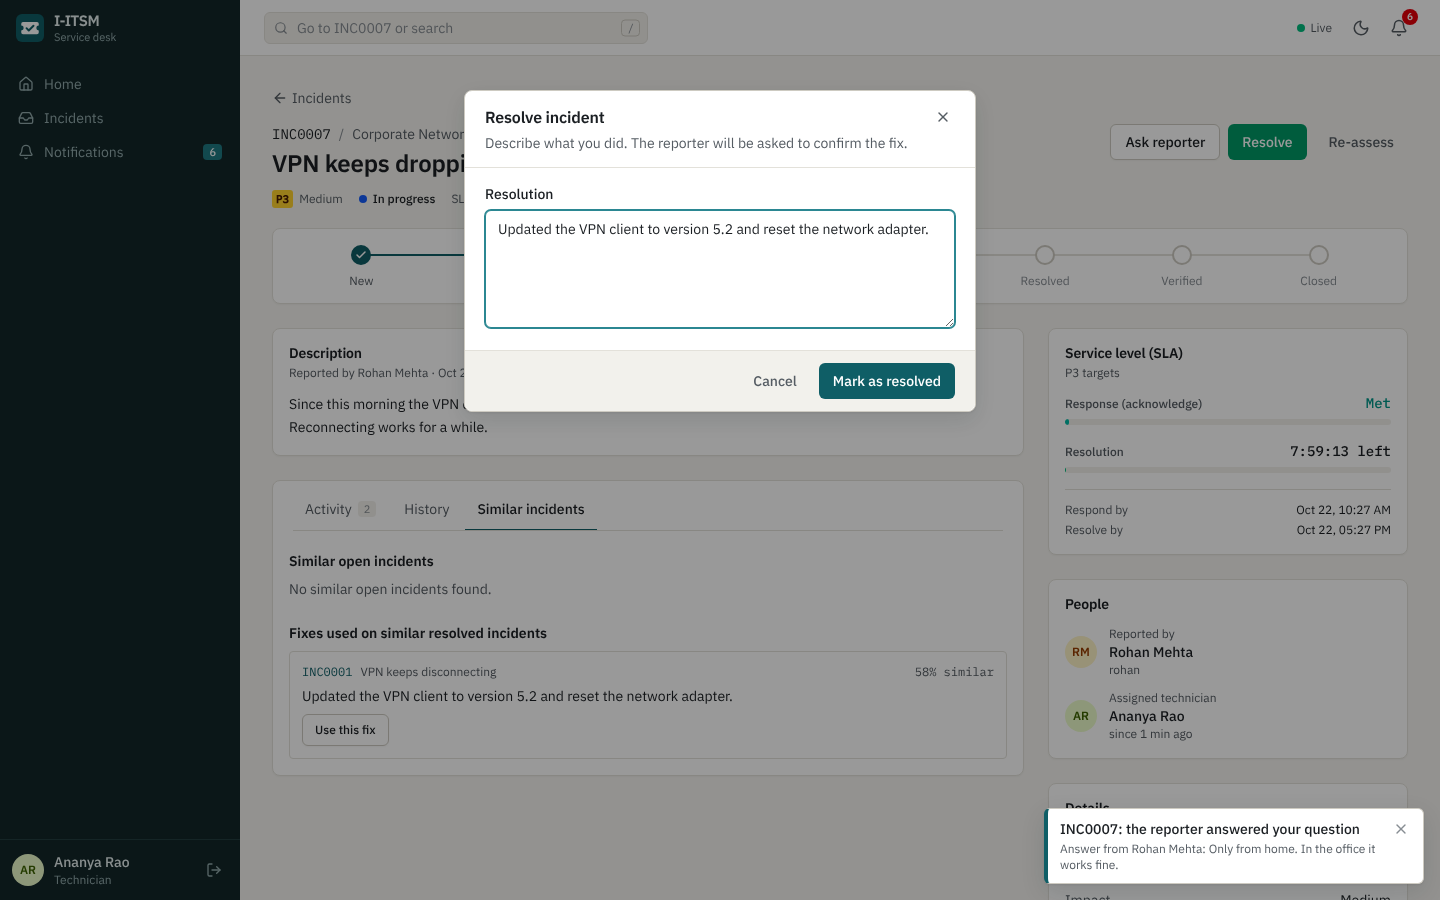 I-ITSM
Service desk
Home
Incidents
Notifications 6
Ananya Rao
Technician
AR
Go to INC0007 or search /
Live
6
Incidents
INC0007 / Corporate Networ
VPN keeps droppi
P3 Medium In progress SL
Ask reporter Resolve Re-assess
New Resolved Verified Closed
Resolve incident
Describe what you did. The reporter will be asked to confirm the fix.
Resolution
Updated the VPN client to version 5.2 and reset the network adapter.
Cancel Mark as resolved
Description
Reported by Rohan Mehta · Oct 2
Since this morning the VPN
Reconnecting works for a while.
Activity 2 History Similar incidents
Similar open incidents
No similar open incidents found.
Fixes used on similar resolved incidents
INC0001 VPN keeps disconnecting 58% similar
Updated the VPN client to version 5.2 and reset the network adapter.
Use this fix
Service level (SLA)
P3 targets
Response (acknowledge) Met
Resolution 7:59:13 left
Respond by Oct 22, 10:27 AM
Resolve by Oct 22, 05:27 PM
People
RM
Reported by
Rohan Mehta
rohan
AR
Assigned technician
Ananya Rao
since 1 min ago
Details
INC0007: the reporter answered your question
Answer from Rohan Mehta: Only from home. In the office it
works fine.
Impact Medium